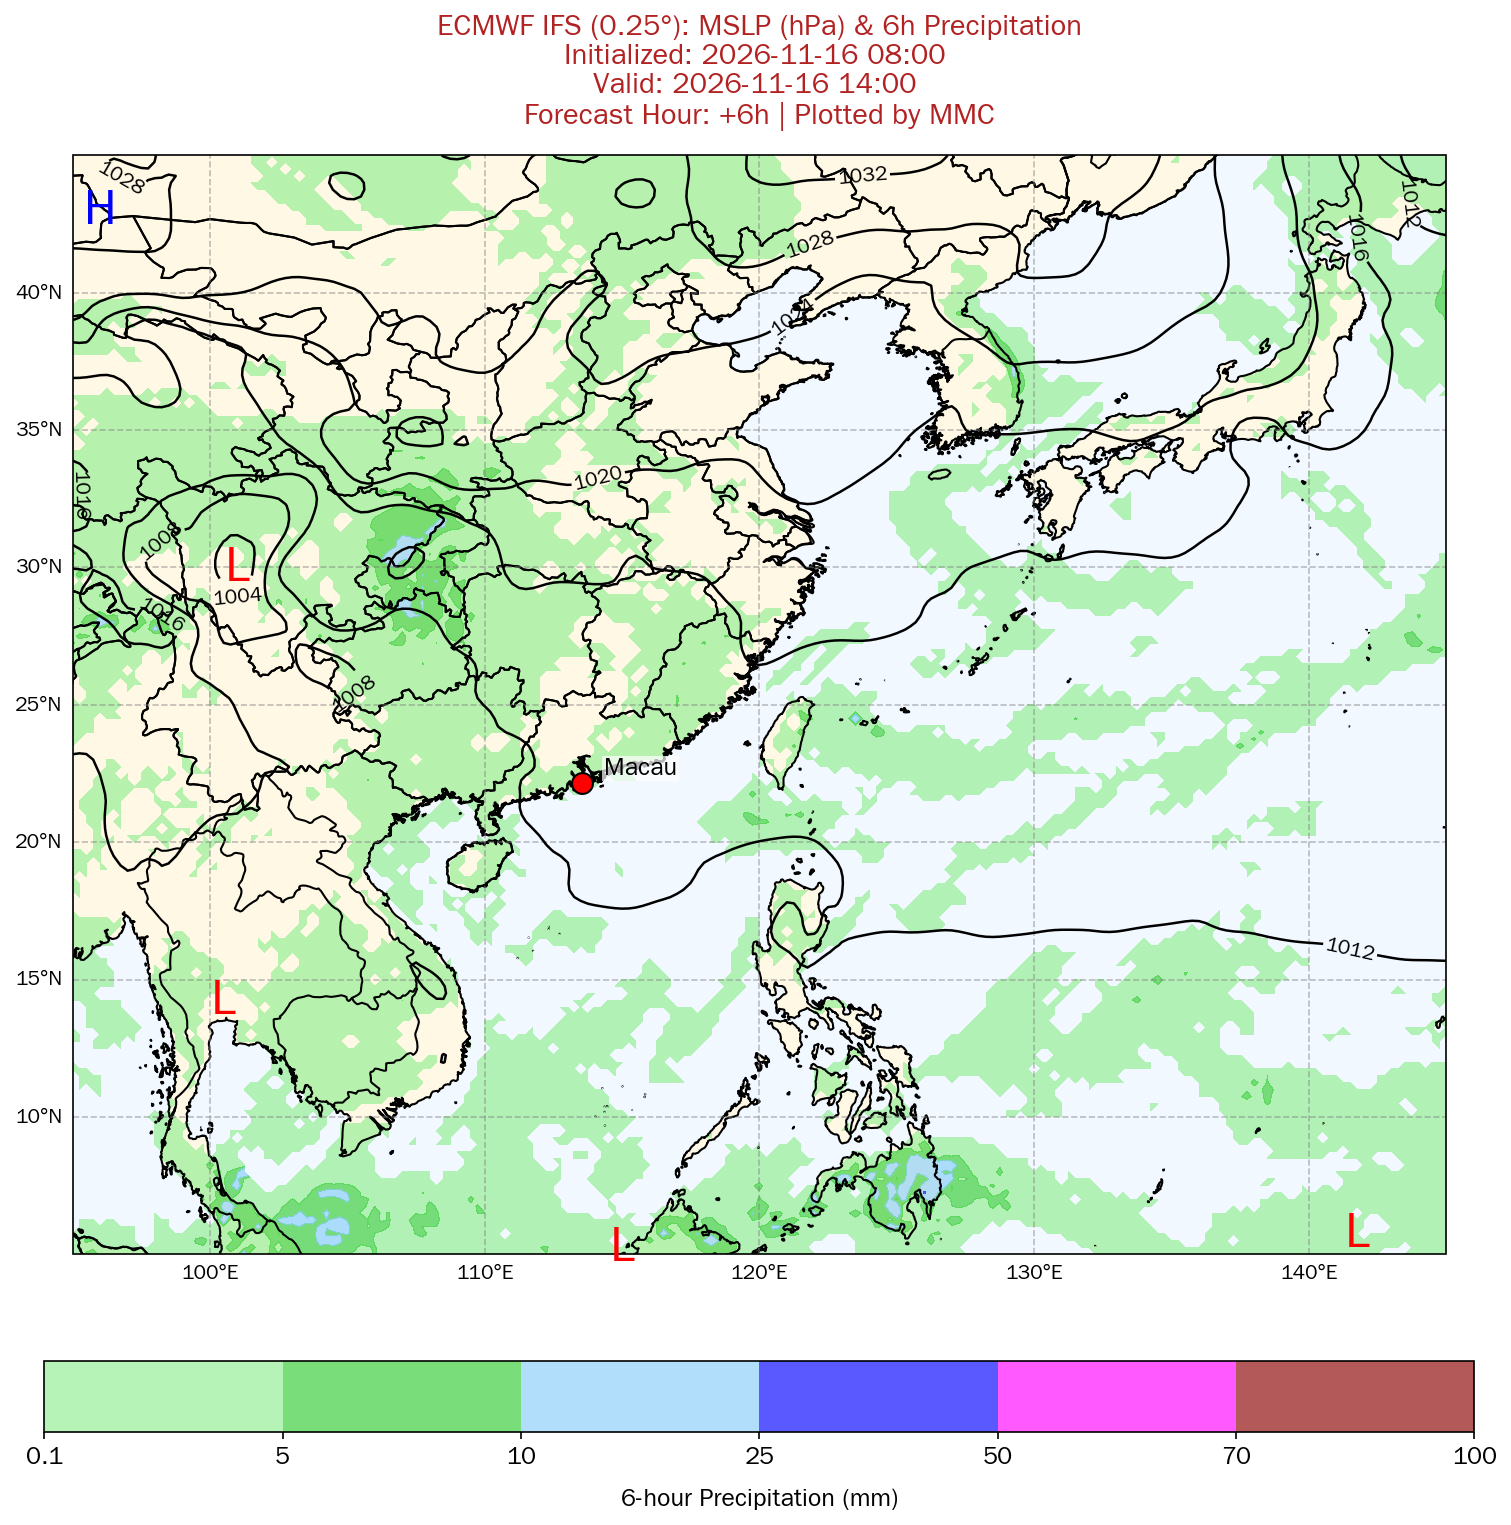 ECMWF IFS (0.25°): MSLP (hPa) & 6h Precipitation
Initialized: 2026-11-16 08:00
Valid: 2026-11-16 14:00
Forecast Hour: +6h | Plotted by MMC
1028
H
1032
1028
1012
1016
40°N
1024
35°N
1020
1016
1008
30°N
L
1004
1016
25°N
1008
Macau
20°N
1012
15°N
L
10°N
L
L
100°E 110°E 120°E 130°E 140°E
0.1 5 10 25 50 70 100
6-hour Precipitation (mm)